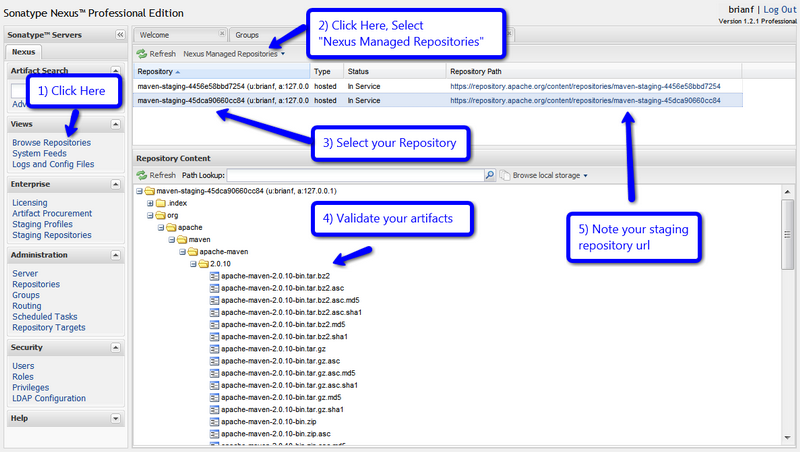 Sonatype Nexus™ Professional Edition
brianf | Log Out
Version 1.2.1 Professional
Sonatype™ Servers
Nexus
Artifact Search
1) Click Here
Views
Browse Repositories
System Feeds
Logs and Config Files
Enterprise
Licensing
Artifact Procurement
Staging Profiles
Staging Repositories
Administration
Server
Repositories
Groups
Routing
Scheduled Tasks
Repository Targets
Security
Users
Roles
Privileges
LDAP Configuration
Help
Welcome
Groups
2) Click Here, Select
"Nexus Managed Repositories"
Refresh Nexus Managed Repositories
Repository Type Status Repository Path
maven-staging-4456e58bbd7254 (u:brianf, a:127.0.0 hosted In Service https://repository.apache.org/content/repositories/maven-staging-4456e58bbd7254
maven-staging-45dca90660cc84 (u:brianf, a:127.0.0 hosted In Service https://repository.apache.org/content/repositories/maven-staging-45dca90660cc84
3) Select your Repository
Repository Content
Refresh Path Lookup: Browse local storage
maven-staging-45dca90660cc84 (u:brianf, a:127.0.0.1)
.index
org
apache
maven
apache-maven
2.0.10
4) Validate your artifacts
5) Note your staging
repository url
apache-maven-2.0.10-bin.tar.bz2
apache-maven-2.0.10-bin.tar.bz2.asc
apache-maven-2.0.10-bin.tar.bz2.asc.md5
apache-maven-2.0.10-bin.tar.bz2.asc.sha1
apache-maven-2.0.10-bin.tar.bz2.md5
apache-maven-2.0.10-bin.tar.bz2.sha1
apache-maven-2.0.10-bin.tar.gz
apache-maven-2.0.10-bin.tar.gz.asc
apache-maven-2.0.10-bin.tar.gz.asc.md5
apache-maven-2.0.10-bin.tar.gz.asc.sha1
apache-maven-2.0.10-bin.tar.gz.md5
apache-maven-2.0.10-bin.tar.gz.sha1
apache-maven-2.0.10-bin.zip
apache-maven-2.0.10-bin.zip.asc
apache-maven-2.0.10-bin.zip.asc.md5